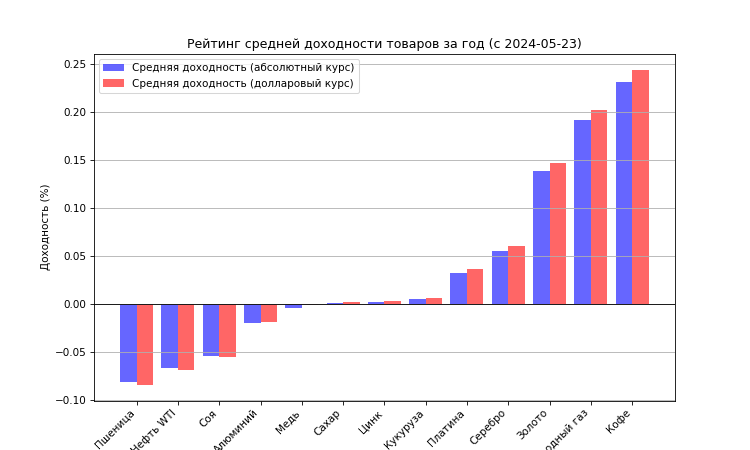 Рейтинг средней доходности товаров за год (с 2024-05-23)
Средняя доходность (абсолютный курс)
Средняя доходность (долларовый курс)
Доходность (%)
0.25
0.20
0.15
0.10
0.05
0.00
−0.05
−0.10
Пшеница
Нефть WTI
Соя
Алюминий
Медь
Сахар
Цинк
Кукуруза
Платина
Серебро
Золото
одный газ
Кофе